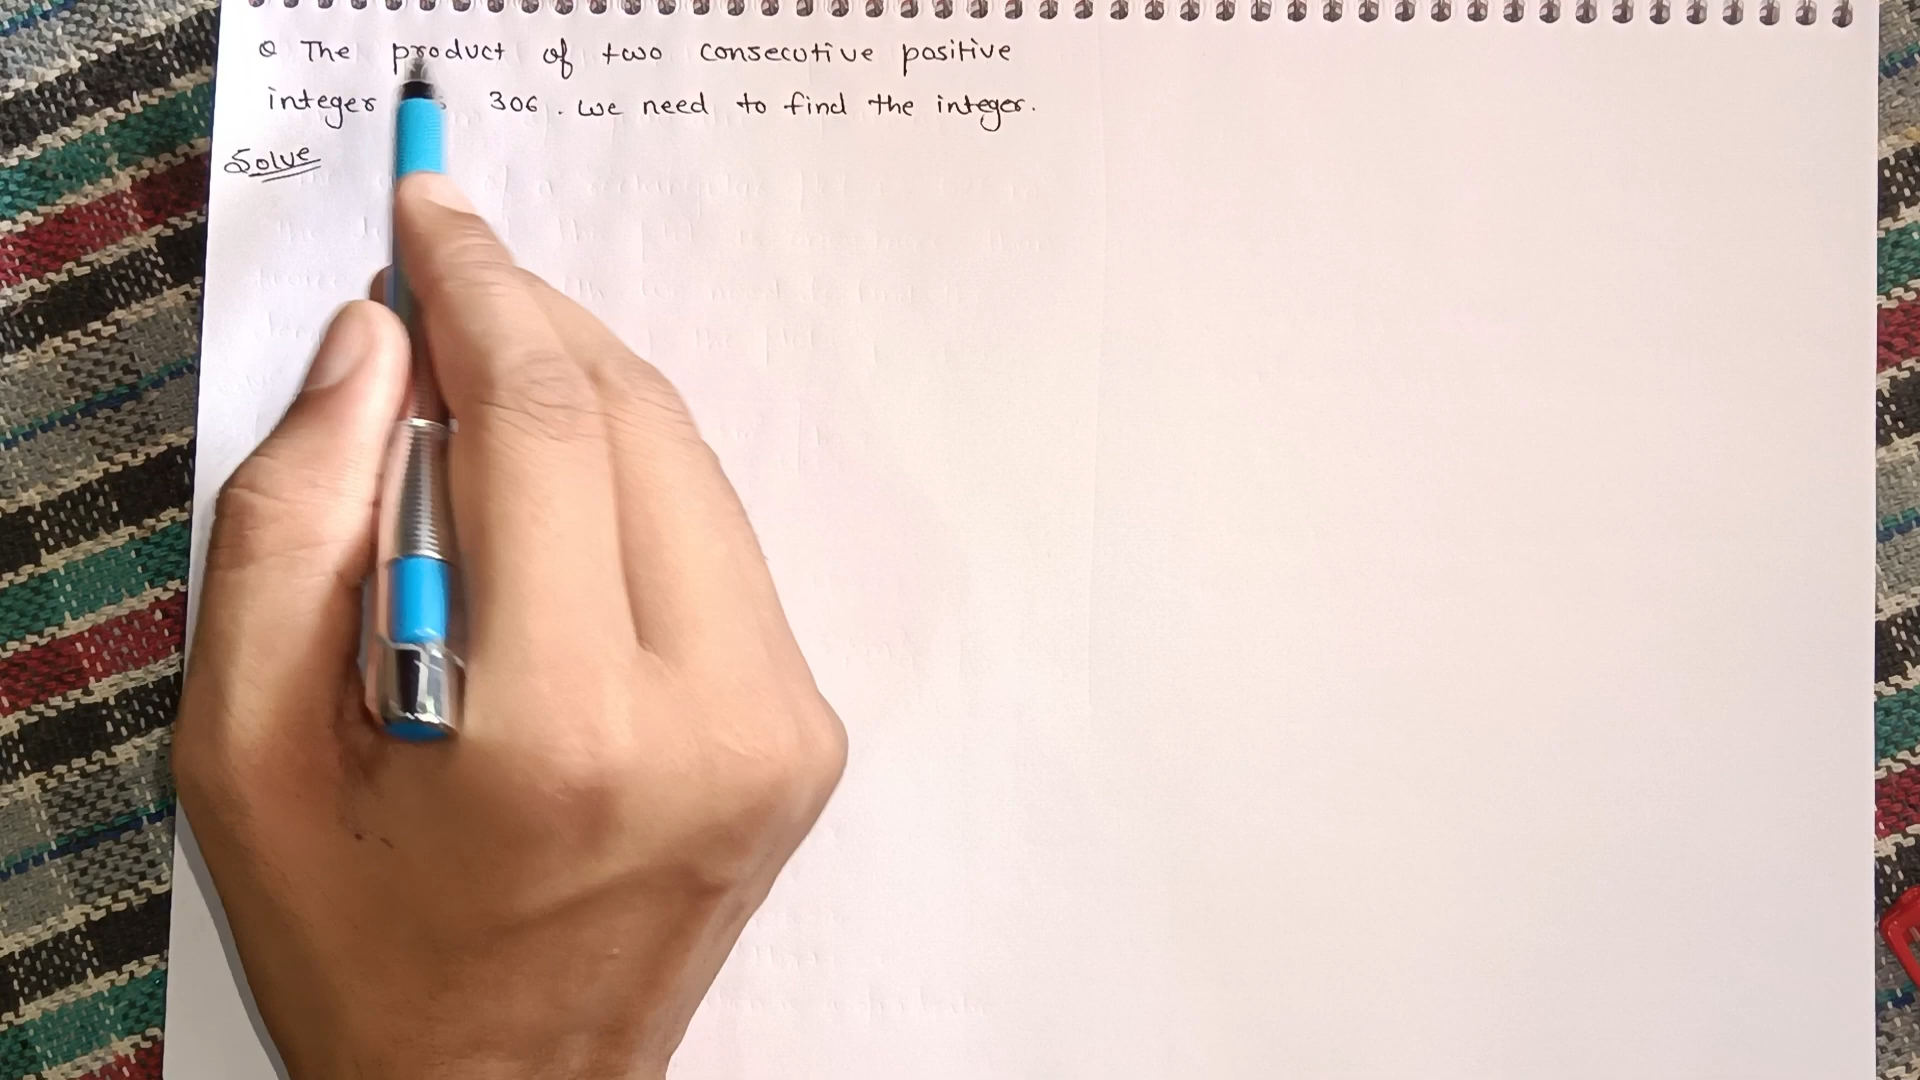 Q The product of two consecutive positive
integer 306. we need to find the integer.
Solve